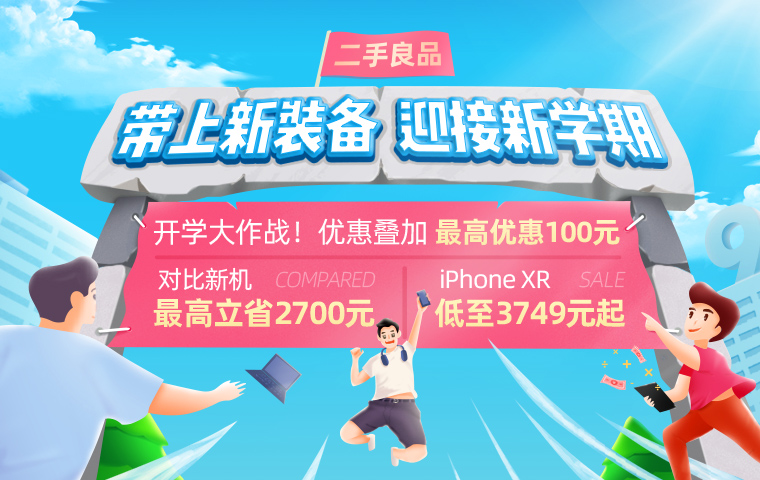 二手良品
带上新装备 迎接新学期
开学大作战！优惠叠加 最高优惠100元
对比新机 COMPARED
最高立省2700元
iPhone XR SALE
低至3749元起